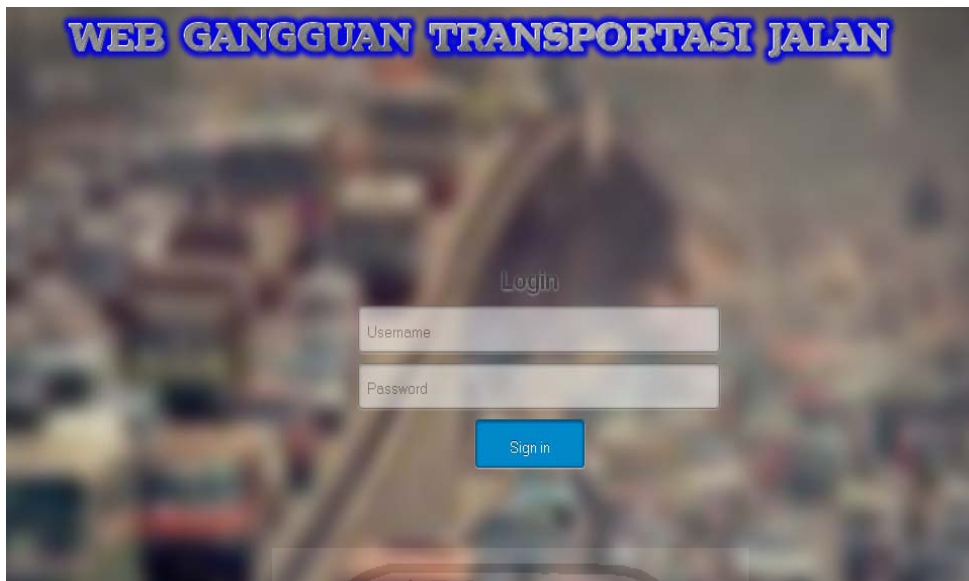 WEB GANGGUAN TRANSPORTASI JALAN
Login
Username
Password
Sign in